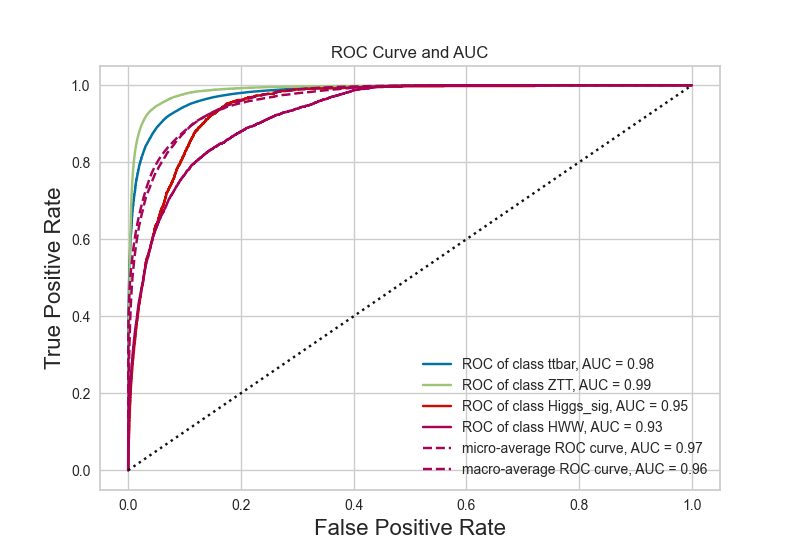 ROC Curve and AUC
1.0
0.8
0.6
0.4
0.2
0.0
True Positive Rate
ROC of class ttbar, AUC = 0.98
ROC of class ZTT, AUC = 0.99
ROC of class Higgs_sig, AUC = 0.95
ROC of class HWW, AUC = 0.93
micro-average ROC curve, AUC = 0.97
macro-average ROC curve, AUC = 0.96
0.0 0.2 0.4 0.6 0.8 1.0
False Positive Rate